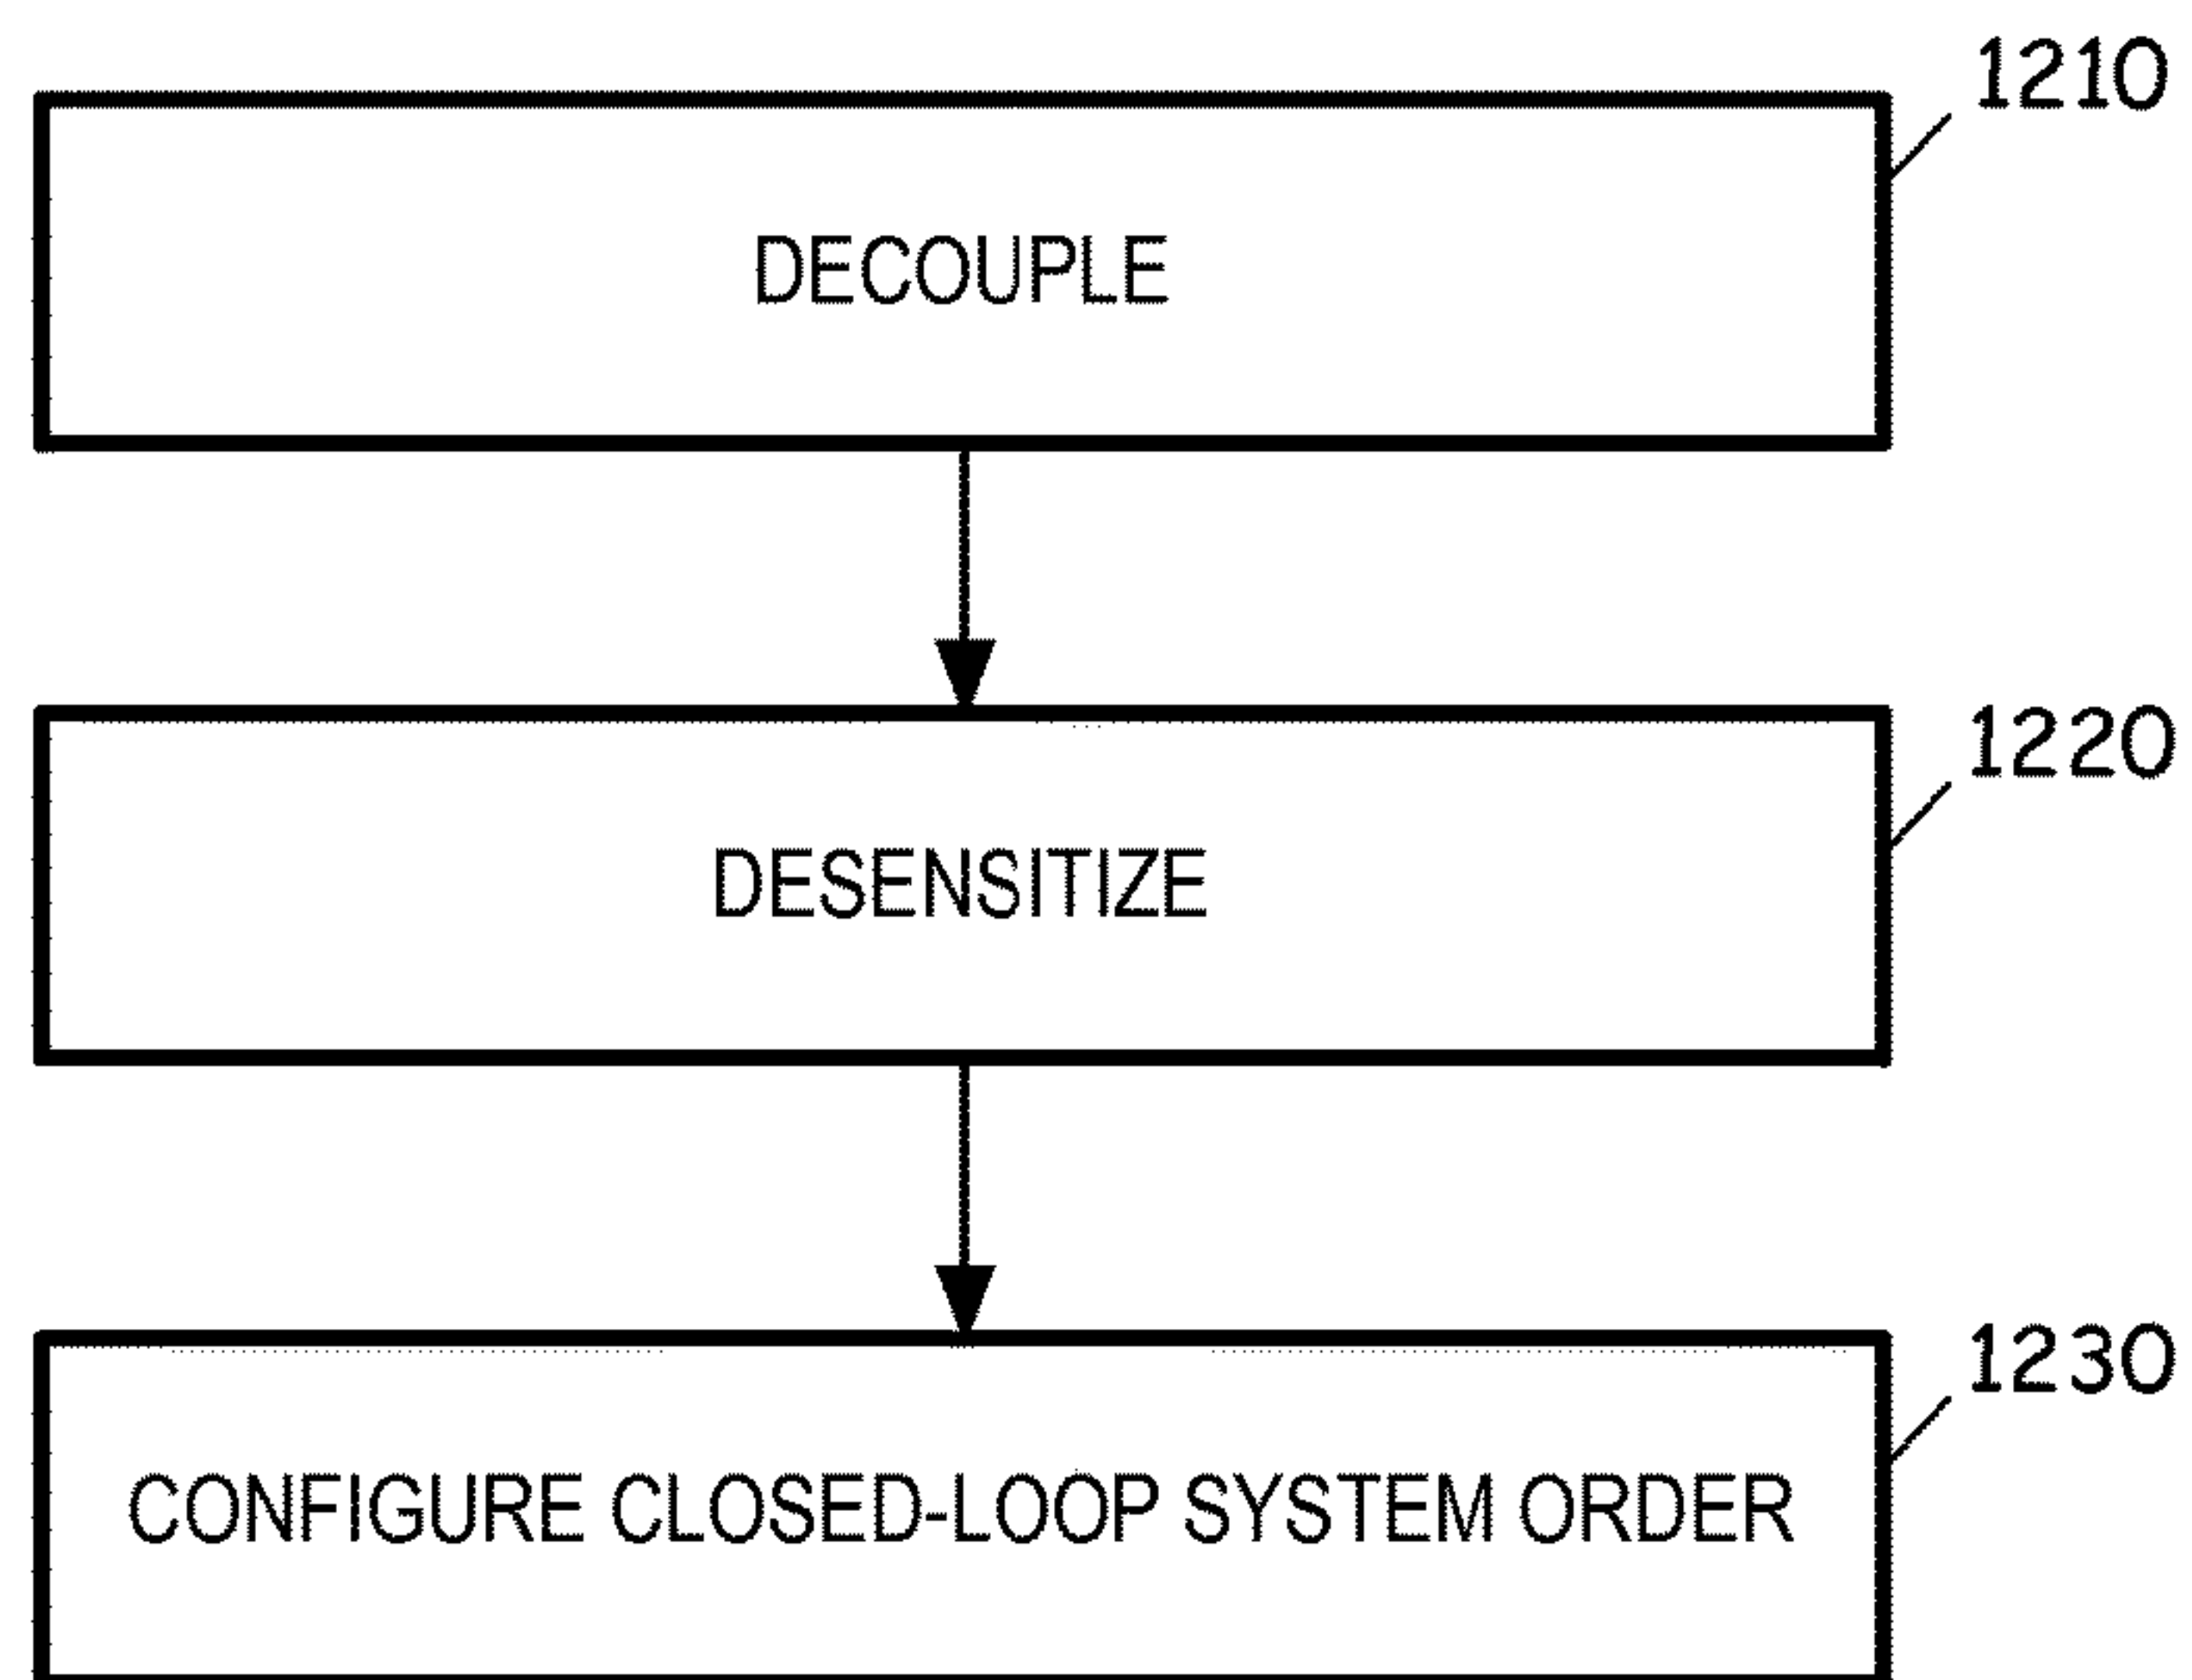 1210
DECOUPLE
1220
DESENSITIZE
1230
CONFIGURE CLOSED-LOOP SYSTEM ORDER